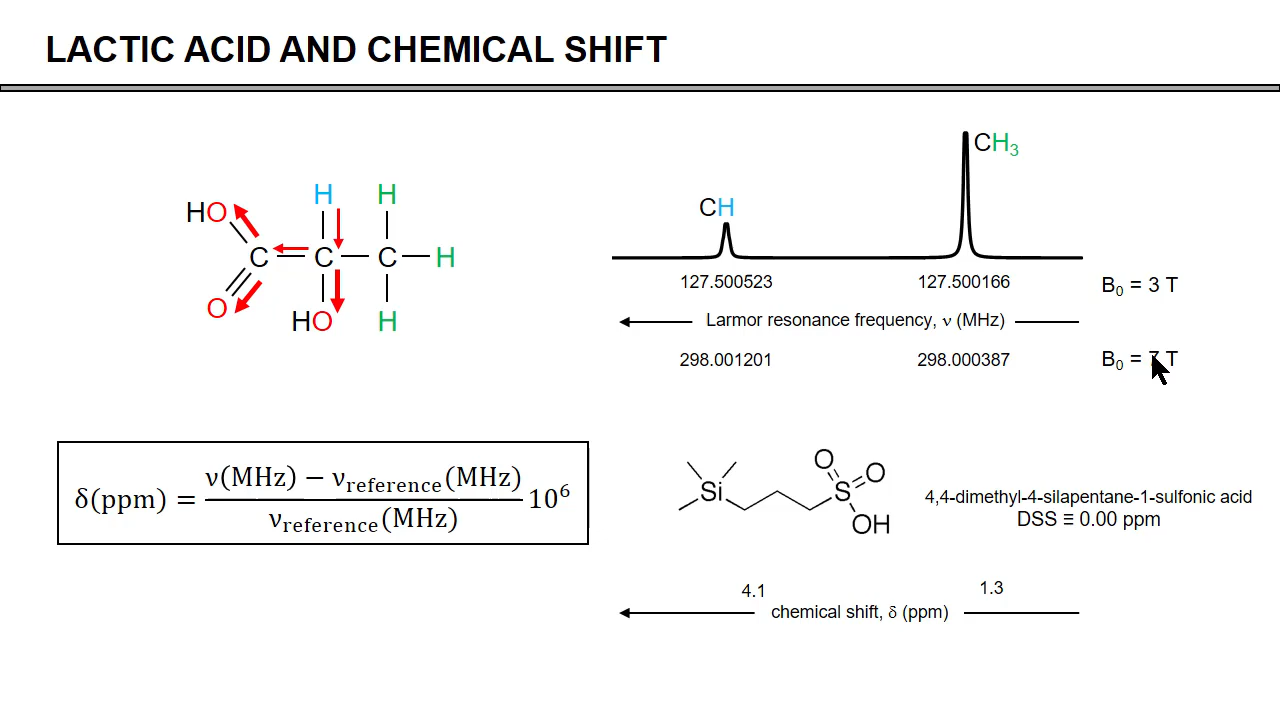 LACTIC ACID AND CHEMICAL SHIFT
H H
HO
C C C H
O
HO H
CH₃
CH
127.500523 127.500166 B₀ = 3 T
Larmor resonance frequency, ν (MHz)
298.001201 298.000387 B₀ = 7 T
δ(ppm) = (ν(MHz) − ν_reference(MHz)) / ν_reference(MHz) 10⁶
O
Si S O
OH
4,4-dimethyl-4-silapentane-1-sulfonic acid
DSS ≡ 0.00 ppm
4.1 1.3
chemical shift, δ (ppm)